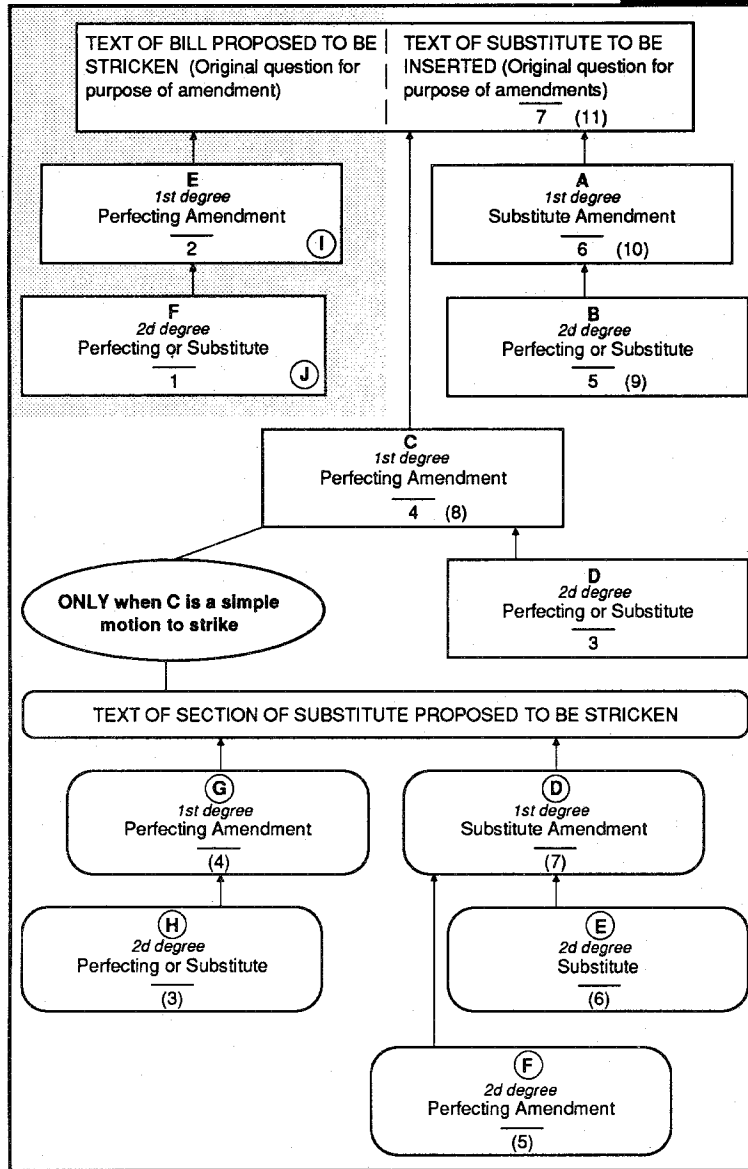 TEXT OF BILL PROPOSED TO BE
STRICKEN (Original question for
purpose of amendment)
TEXT OF SUBSTITUTE TO BE
INSERTED (Original question for
purpose of amendments)
7 (11)
E
1st degree
Perfecting Amendment
2
I
A
1st degree
Substitute Amendment
6 (10)
F
2d degree
Perfecting or Substitute
1
J
B
2d degree
Perfecting or Substitute
5 (9)
C
1st degree
Perfecting Amendment
4 (8)
ONLY when C is a simple
motion to strike
D
2d degree
Perfecting or Substitute
3
TEXT OF SECTION OF SUBSTITUTE PROPOSED TO BE STRICKEN
G
1st degree
Perfecting Amendment
(4)
D
1st degree
Substitute Amendment
(7)
H
2d degree
Perfecting or Substitute
(3)
E
2d degree
Substitute
(6)
F
2d degree
Perfecting Amendment
(5)